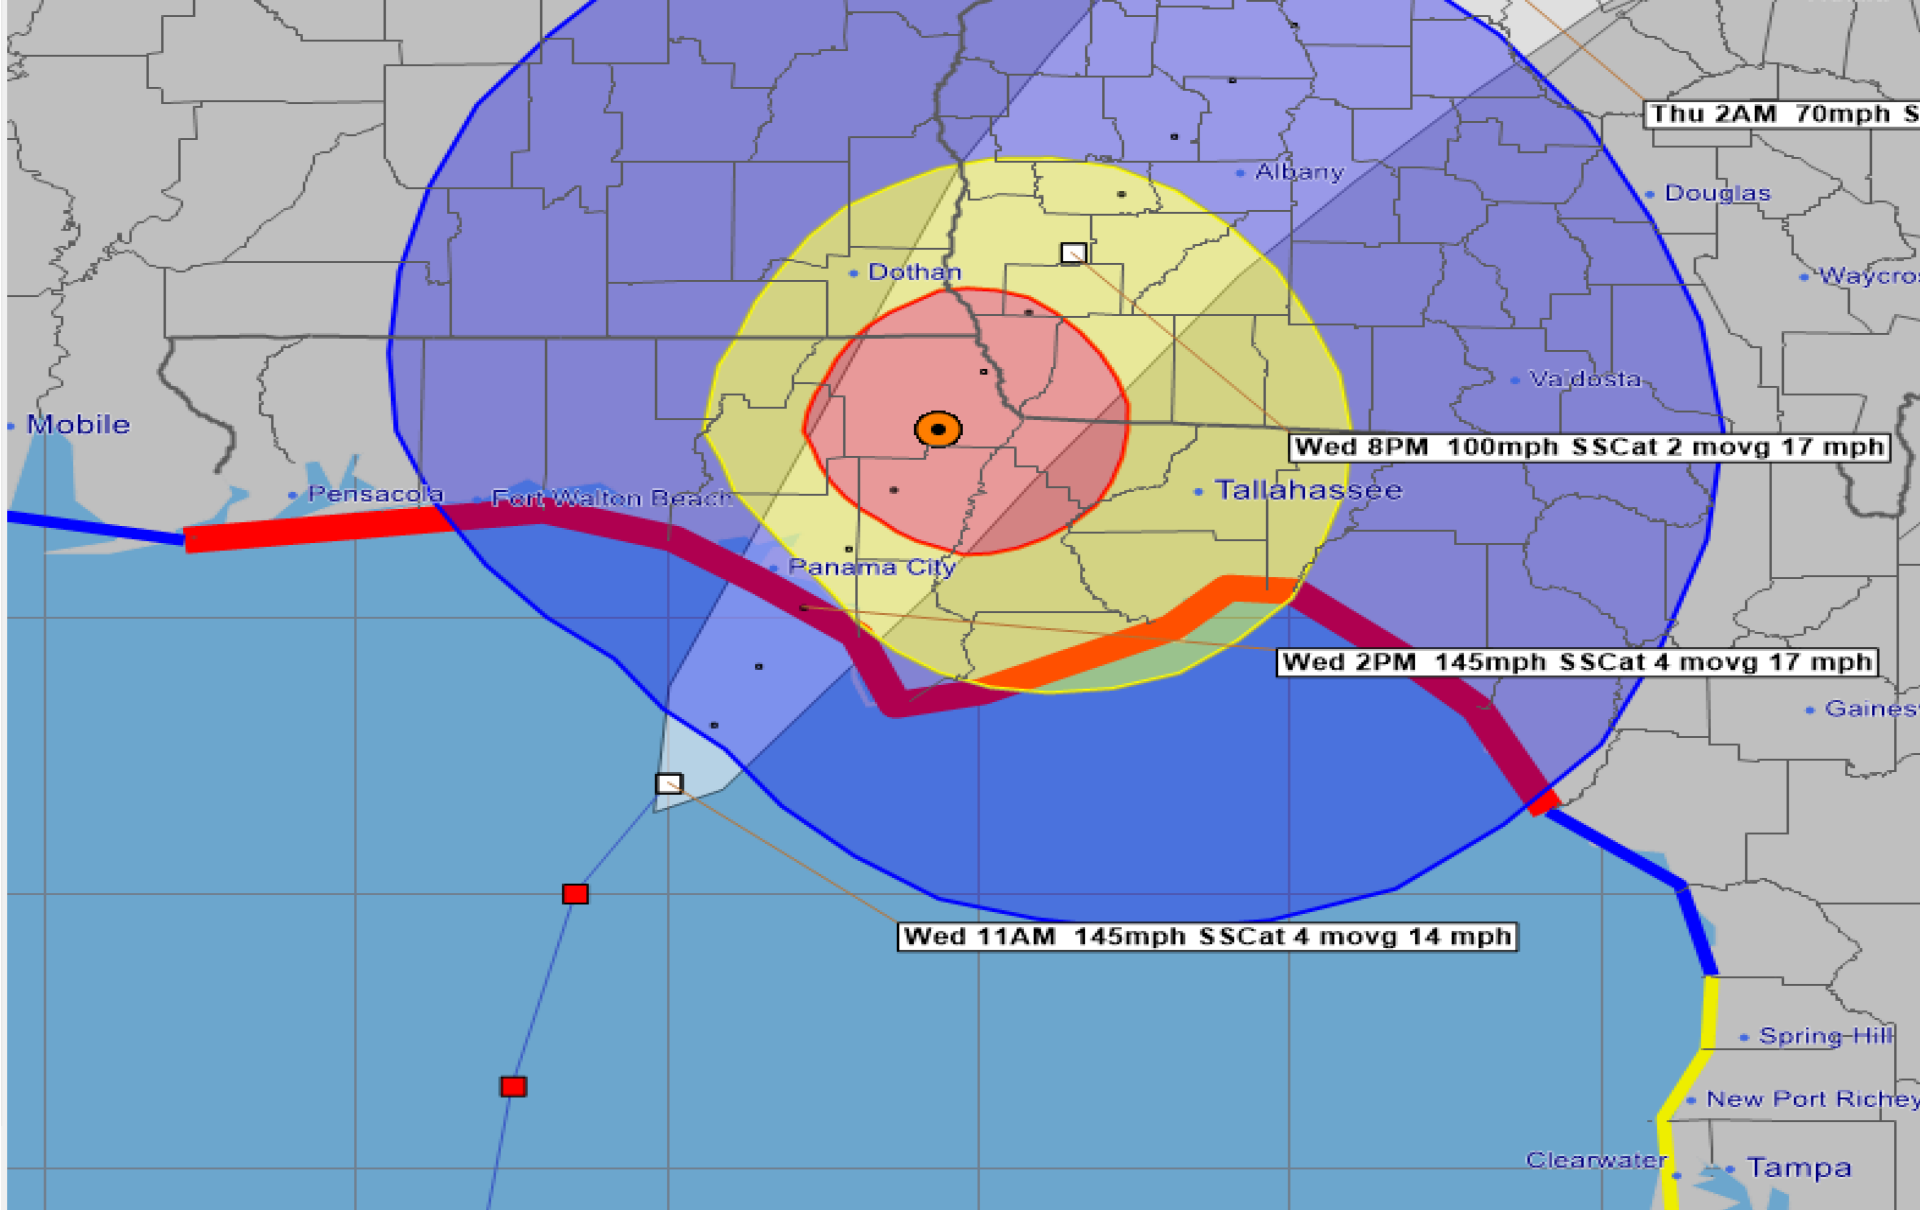 Thu 2AM 70mph S
Albany
Douglas
Dothan
Waycros
Valdosta
Mobile
Wed 8PM 100mph SSCat 2 movg 17 mph
Pensacola
Fort Walton Beach
Tallahassee
Panama City
Wed 2PM 145mph SSCat 4 movg 17 mph
Gaines
Wed 11AM 145mph SSCat 4 movg 14 mph
Spring Hill
New Port Richey
Clearwater
Tampa